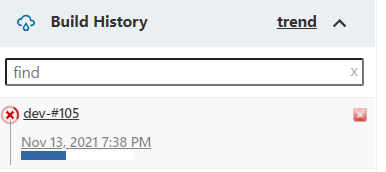 Build History trend
find x
dev-#105
Nov 13, 2021 7:38 PM